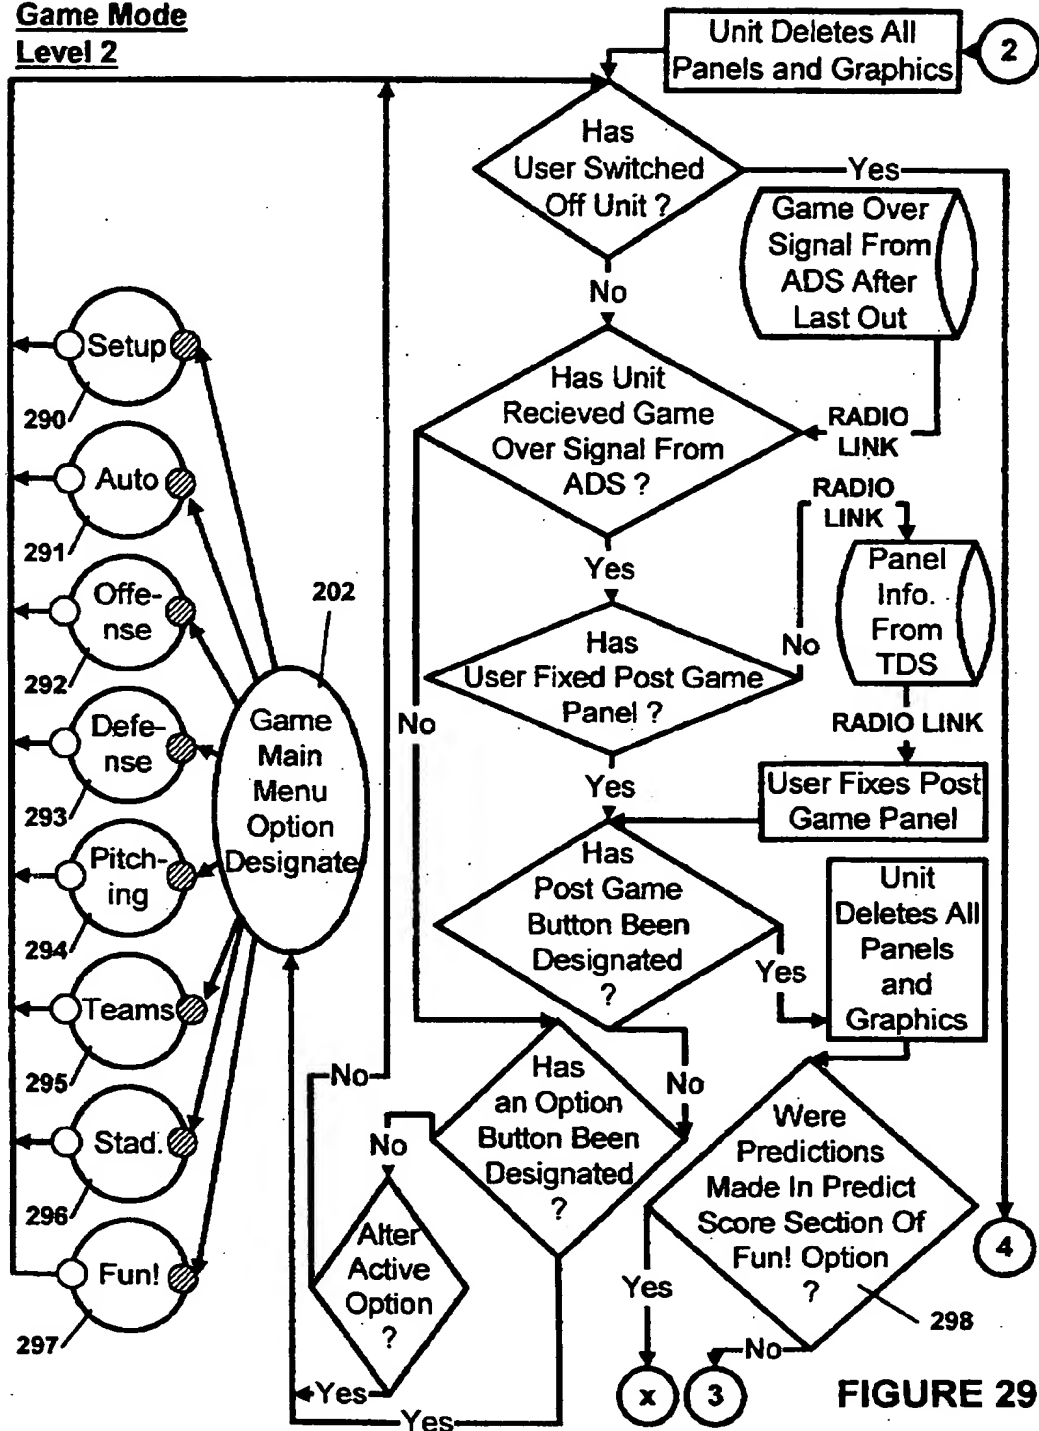 Game Mode
Level 2
Unit Deletes All
Panels and Graphics
2
Has
User Switched
Off Unit ?
Yes
No
Game Over
Signal From
ADS After
Last Out
RADIO
LINK
Has Unit
Recieved Game
Over Signal From
ADS ?
Yes
No
RADIO
LINK
Panel
Info.
From
TDS
RADIO LINK
Has
User Fixed Post Game
Panel ?
No
Yes
User Fixes Post
Game Panel
Has
Post Game
Button Been
Designated
?
Yes
No
Unit
Deletes All
Panels
and
Graphics
Has
an Option
Button Been
Designated
?
No
Yes
Alter
Active
Option
?
No
Yes
Were
Predictions
Made In Predict
Score Section Of
Fun! Option
?
298
Yes
No
x
3
4
Setup
290
Auto
291
Offe-
nse
292
Defe-
nse
293
Pitch-
ing
294
Teams
295
Stad.
296
Fun!
297
202
Game
Main
Menu
Option
Designate
FIGURE 29